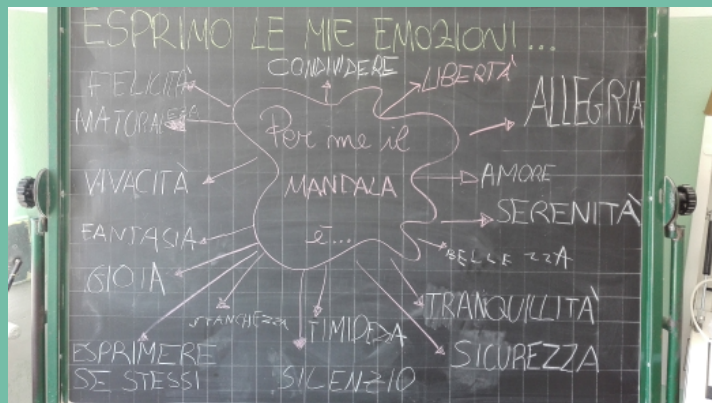 ESPRIMO LE MIE EMOZIONI...
CONDIVIDERE
FELICITÀ
LIBERTÀ
ALLEGRIA
Per me il
MANDALA
è...
VIVACITÀ
AMORE
SERENITÀ
FANTASIA
BELLEZZA
GIOIA
TRANQUILLITÀ
STANCHEZZA
TIMIDEZZA
SICUREZZA
ESPRIMERE
SE STESSI
SILENZIO